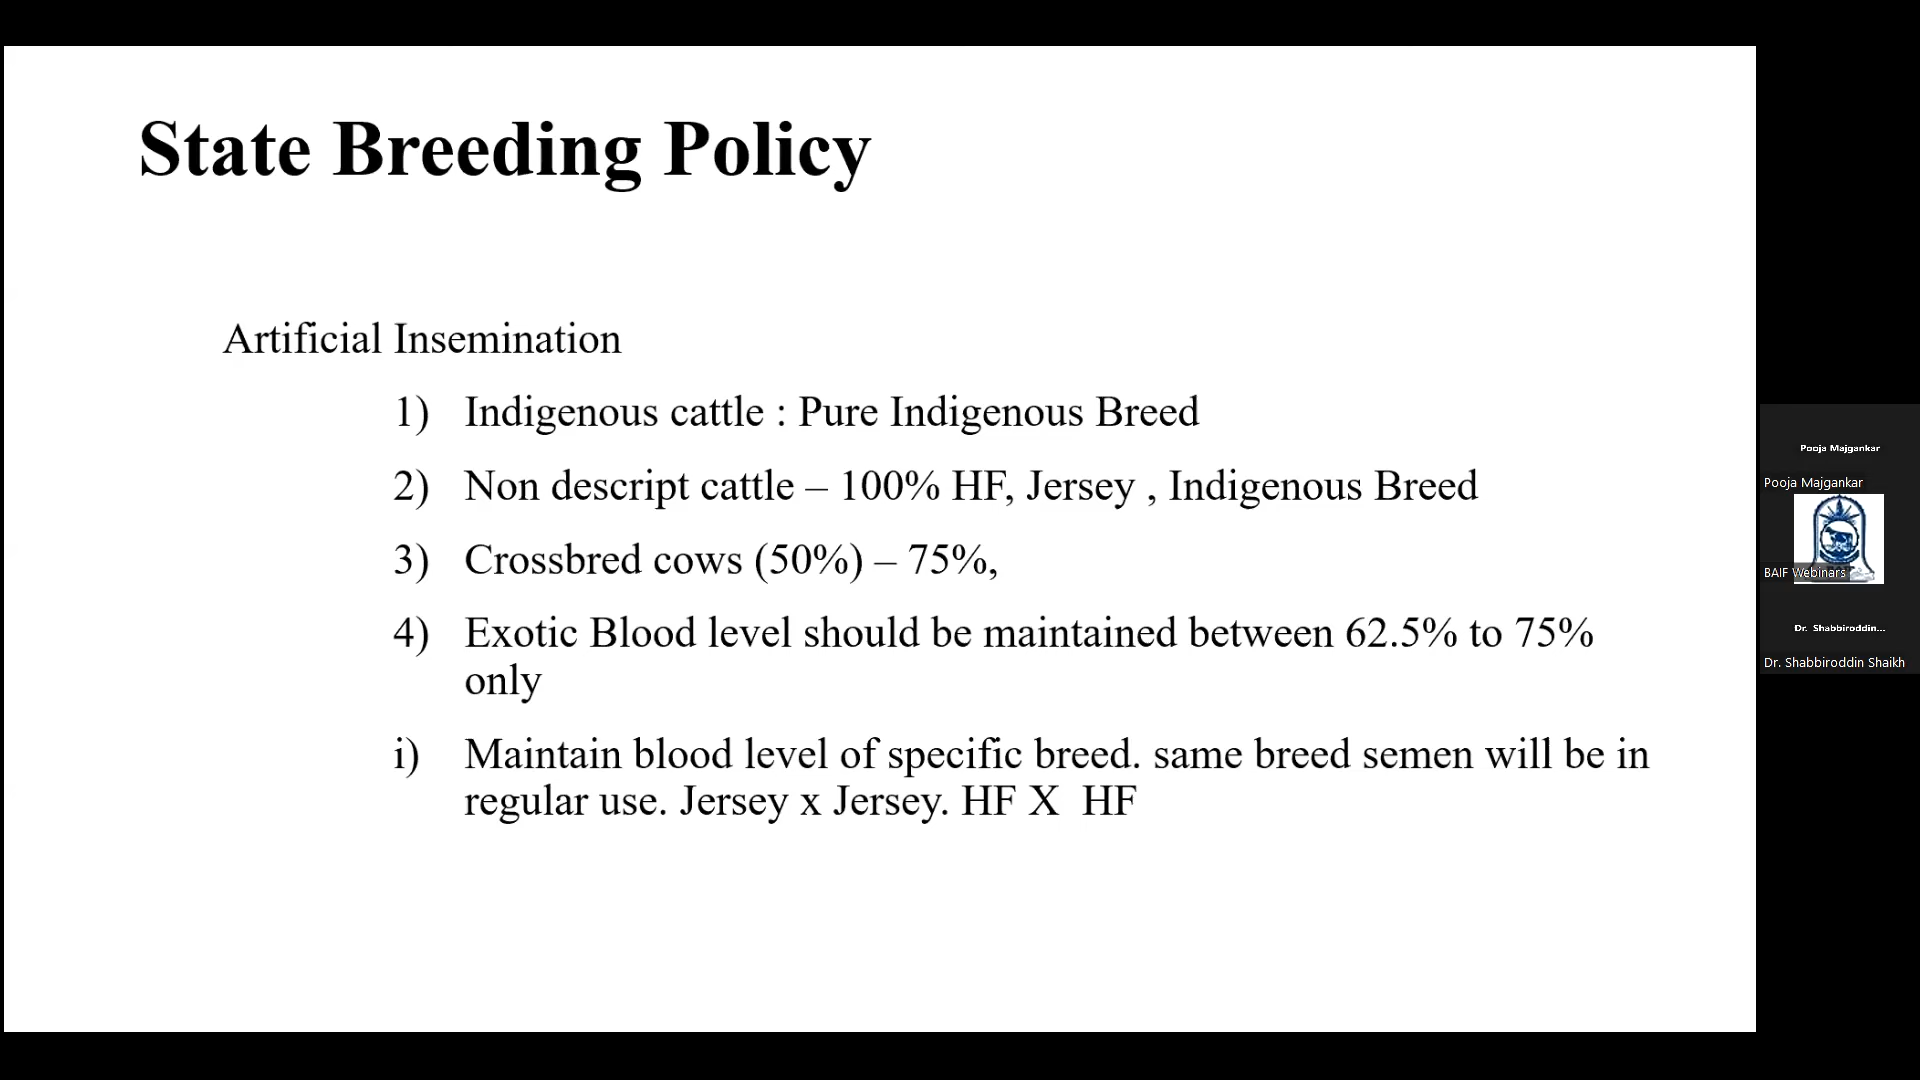 State Breeding Policy
Artificial Insemination
1) Indigenous cattle : Pure Indigenous Breed
2) Non descript cattle – 100% HF, Jersey , Indigenous Breed
3) Crossbred cows (50%) – 75%,
4) Exotic Blood level should be maintained between 62.5% to 75%
only
i) Maintain blood level of specific breed. same breed semen will be in
regular use. Jersey x Jersey. HF X  HF
Pooja Majgankar
Pooja Majgankar
BAIF Webinars
Dr. Shabbiroddin...
Dr. Shabbiroddin Shaikh